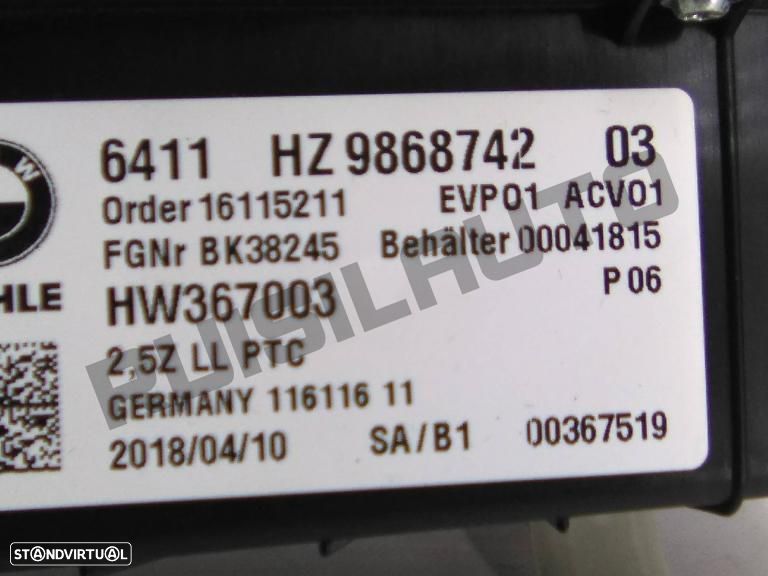 6411 HZ 9868742 03
Order 16115211 EVP01 ACV01
FGNr BK38245 Behälter 00041815
HLE HW367003 P 06
2,5Z LL PTC
GERMANY 116116 11
2018/04/10 SA/B1 00367519
W
PUISILAUTO
STANDVIRTUAL